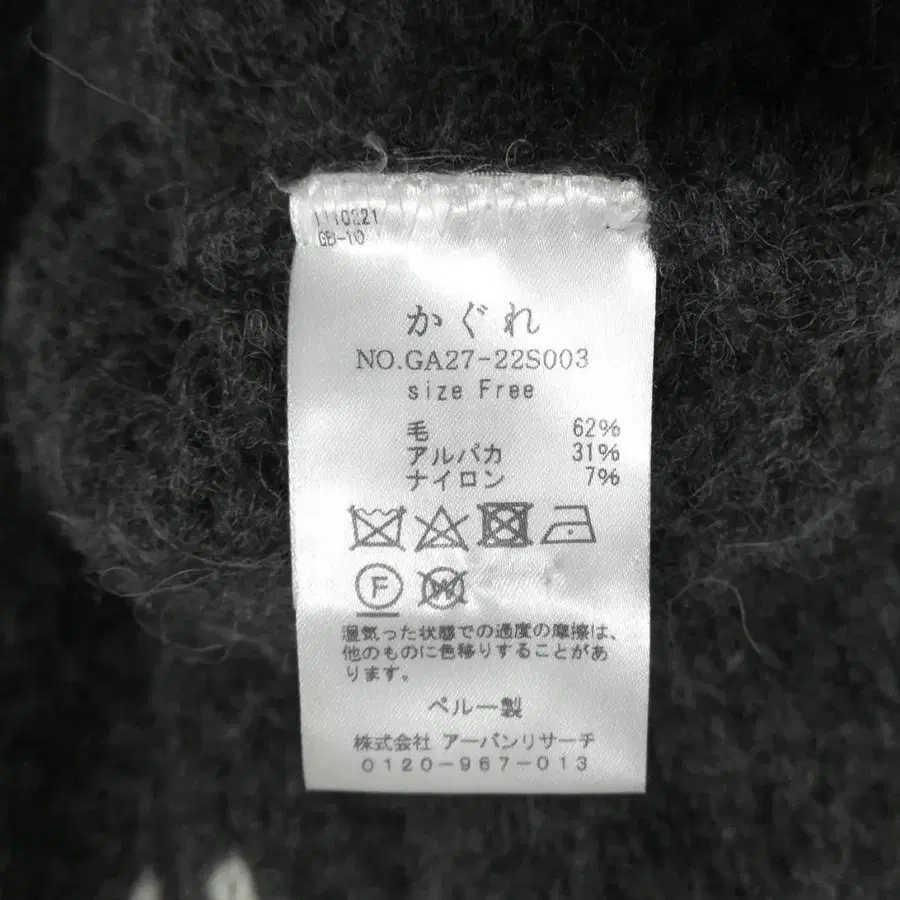 GB-10
かぐれ
NO.GA27-22S003
size Free
毛 62%
アルパカ 31%
ナイロン 7%
F
W
湿気った状態での過度の摩擦は、
他のものに色移りすることがあ
ります。
ペルー製
株式会社 アーバンリサーチ
0120-967-013